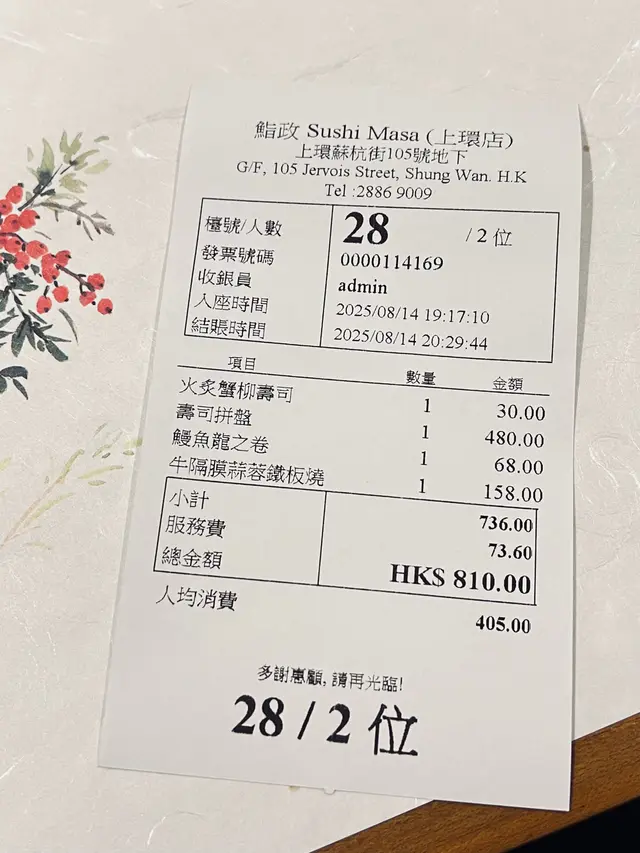 鮨政 Sushi Masa (上環店)
上環蘇杭街105號地下
G/F, 105 Jervois Street, Shung Wan. H.K
Tel :2886 9009
檯號/人數 28 / 2 位
發票號碼 0000114169
收銀員 admin
入座時間 2025/08/14 19:17:10
結賬時間 2025/08/14 20:29:44
項目 數量 金額
火炙蟹柳壽司 1 30.00
壽司拼盤 1 480.00
鰻魚龍之卷 1 68.00
牛隔膜蒜蓉鐵板燒 1 158.00
小計 736.00
服務費 73.60
總金額 HK$ 810.00
人均消費 405.00
多謝惠顧, 請再光臨!
28 / 2 位